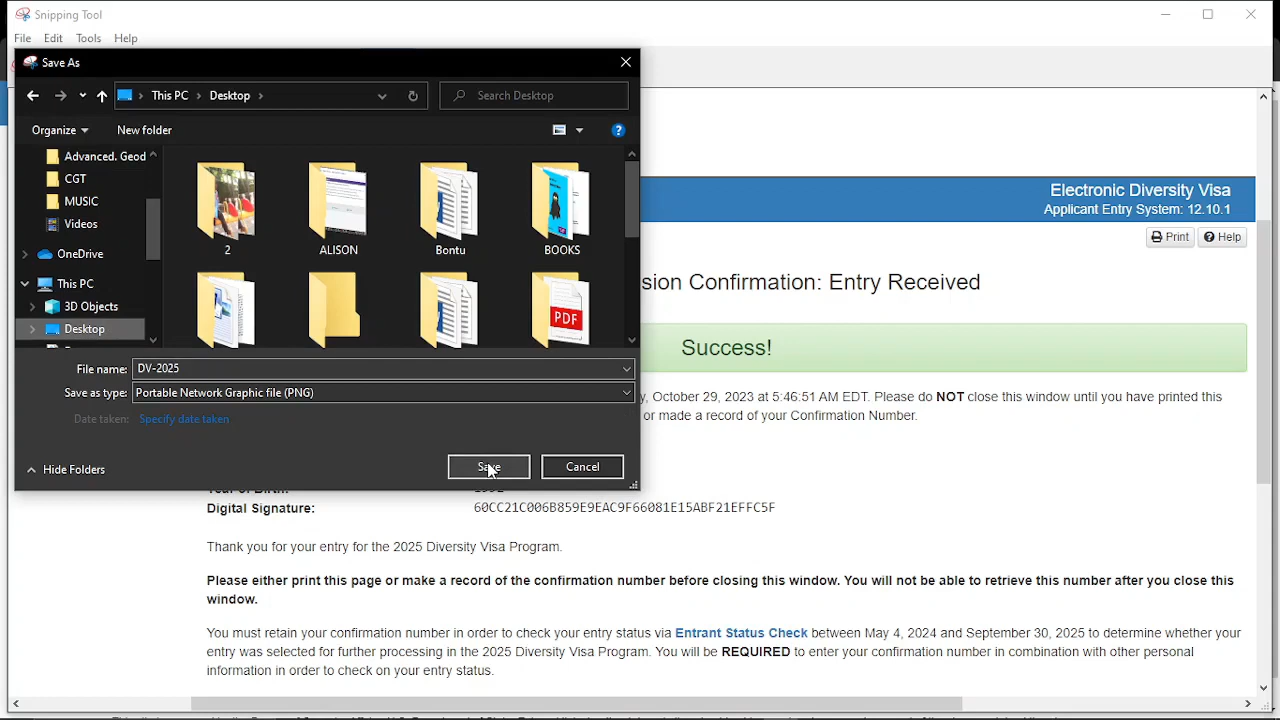 Snipping Tool
File Edit Tools Help
Save As
This PC Desktop
Search Desktop
Organize New folder
Advanced. Geod
CGT
MUSIC
Videos
OneDrive
This PC
3D Objects
Desktop
2 ALISON Bontu BOOKS
PDF
File name: DV-2025
Save as type: Portable Network Graphic file (PNG)
Date taken: Specify date taken
Hide Folders
Save Cancel
Electronic Diversity Visa
Applicant Entry System: 12.10.1
Print Help
sion Confirmation: Entry Received
Success!
, October 29, 2023 at 5:46:51 AM EDT. Please do NOT close this window until you have printed this
or made a record of your Confirmation Number.
Digital Signature: 60CC21C006B859E9EAC9F66081E15ABF21EFFC5F
Thank you for your entry for the 2025 Diversity Visa Program.
Please either print this page or make a record of the confirmation number before closing this window. You will not be able to retrieve this number after you close this
window.
You must retain your confirmation number in order to check your entry status via Entrant Status Check between May 4, 2024 and September 30, 2025 to determine whether your
entry was selected for further processing in the 2025 Diversity Visa Program. You will be REQUIRED to enter your confirmation number in combination with other personal
information in order to check on your entry status.